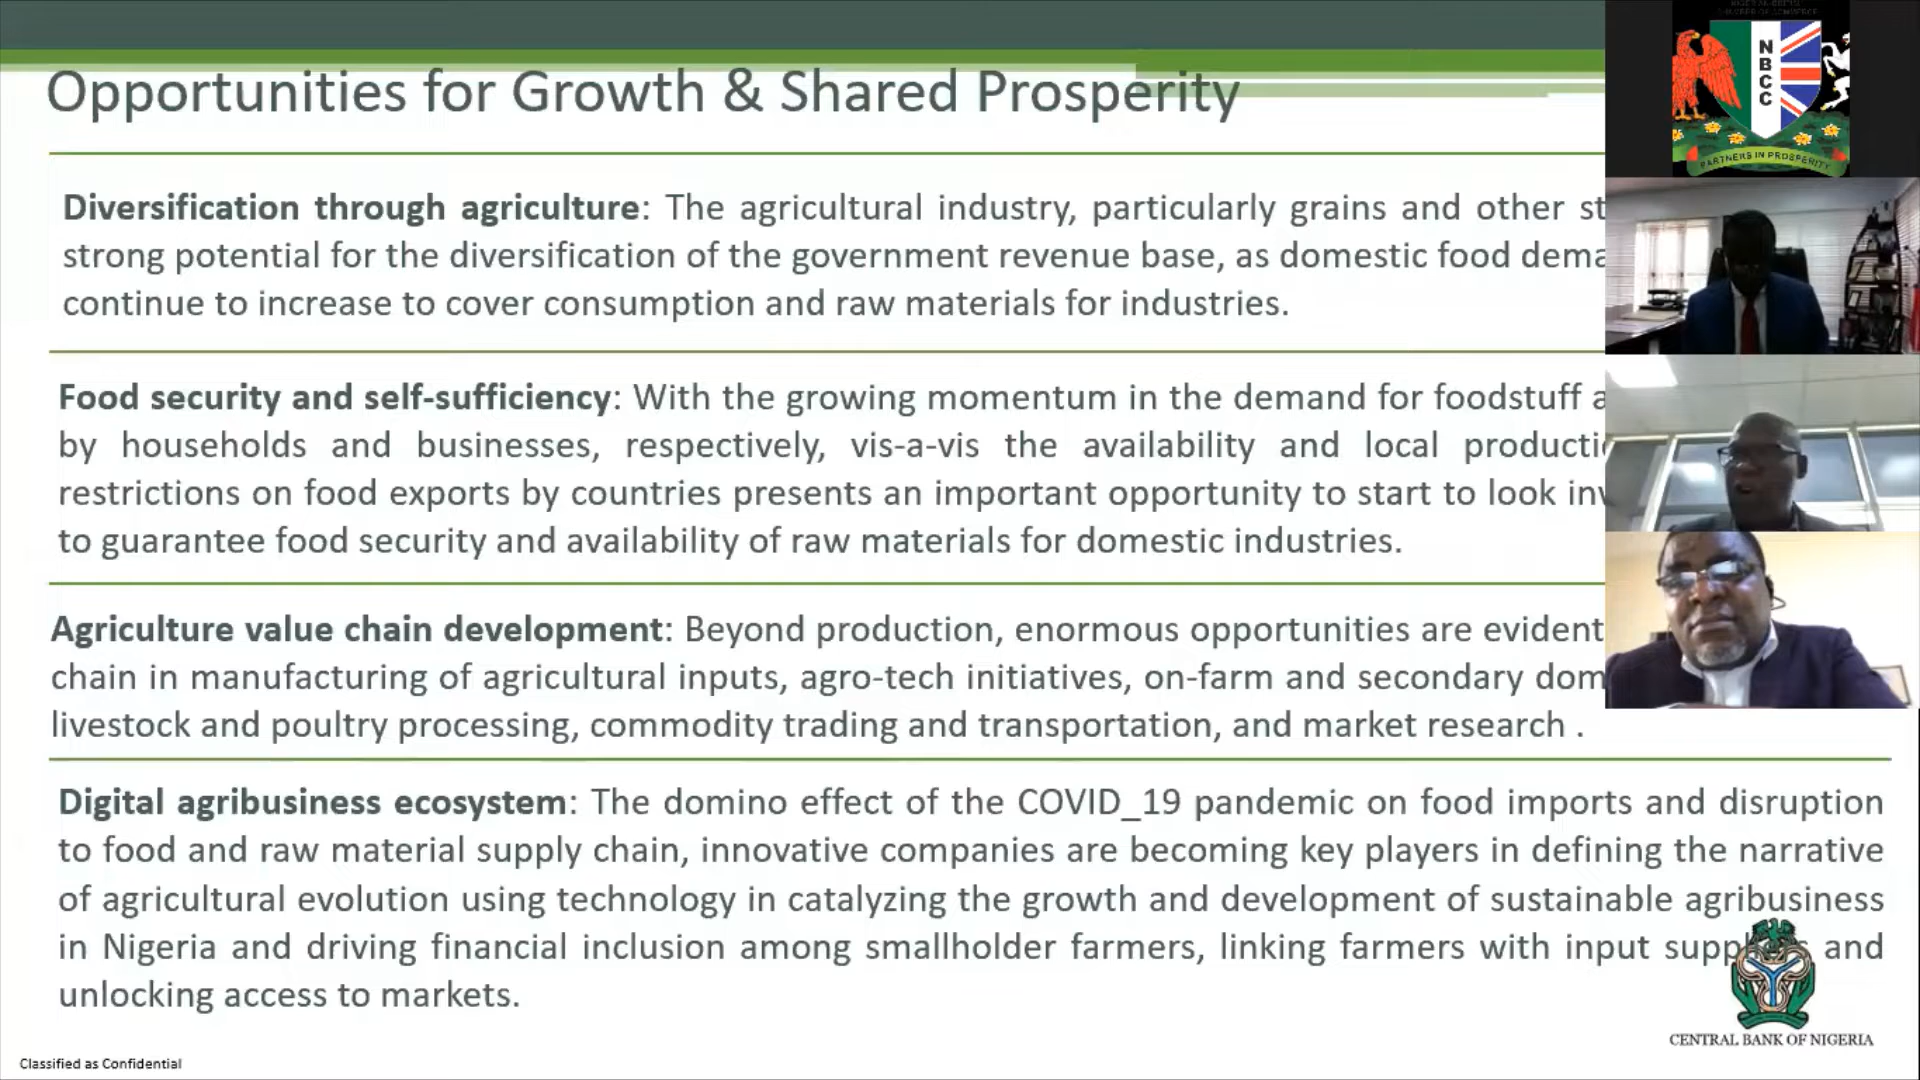 Opportunities for Growth & Shared Prosperity
Diversification through agriculture: The agricultural industry, particularly grains and other
strong potential for the diversification of the government revenue base, as domestic food
continue to increase to cover consumption and raw materials for industries.
Food security and self-sufficiency: With the growing momentum in the demand for foodstuff
by households and businesses, respectively, vis-a-vis the availability and local
restrictions on food exports by countries presents an important opportunity to start to look
to guarantee food security and availability of raw materials for domestic industries.
Agriculture value chain development: Beyond production, enormous opportunities are evident
chain in manufacturing of agricultural inputs, agro-tech initiatives, on-farm and secondary
livestock and poultry processing, commodity trading and transportation, and market research .
Digital agribusiness ecosystem: The domino effect of the COVID_19 pandemic on food imports and disruption
to food and raw material supply chain, innovative companies are becoming key players in defining the narrative
of agricultural evolution using technology in catalyzing the growth and development of sustainable agribusiness
in Nigeria and driving financial inclusion among smallholder farmers, linking farmers with input and
unlocking access to markets.
Classified as Confidential
CENTRAL BANK OF NIGERIA
NBCC
PARTNERS IN PROSPERITY